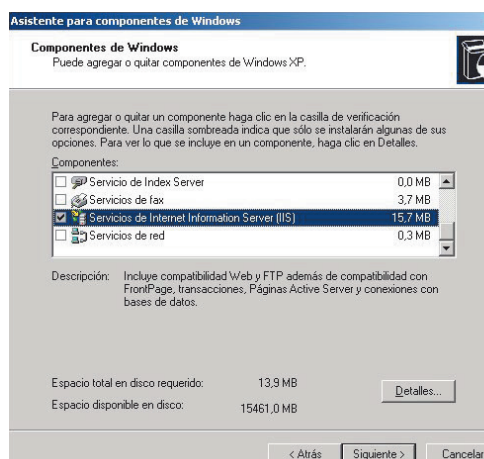 Asistente para componentes de Windows
Componentes de Windows
Puede agregar o quitar componentes de Windows XP.
Para agregar o quitar un componente haga clic en la casilla de verificación
correspondiente. Una casilla sombreada indica que sólo se instalarán algunas de sus
opciones. Para ver lo que se incluye en un componente, haga clic en Detalles.
Componentes:
Servicio de Index Server 0,0 MB
Servicios de fax 3,7 MB
Servicios de Internet Information Server (IIS) 15,7 MB
Servicios de red 0,3 MB
Descripción: Incluye compatibilidad Web y FTP además de compatibilidad con
FrontPage, transacciones, Páginas Active Server y conexiones con
bases de datos.
Espacio total en disco requerido: 13,9 MB
Detalles...
Espacio disponible en disco: 15461,0 MB
< Atrás Siguiente > Cancelar